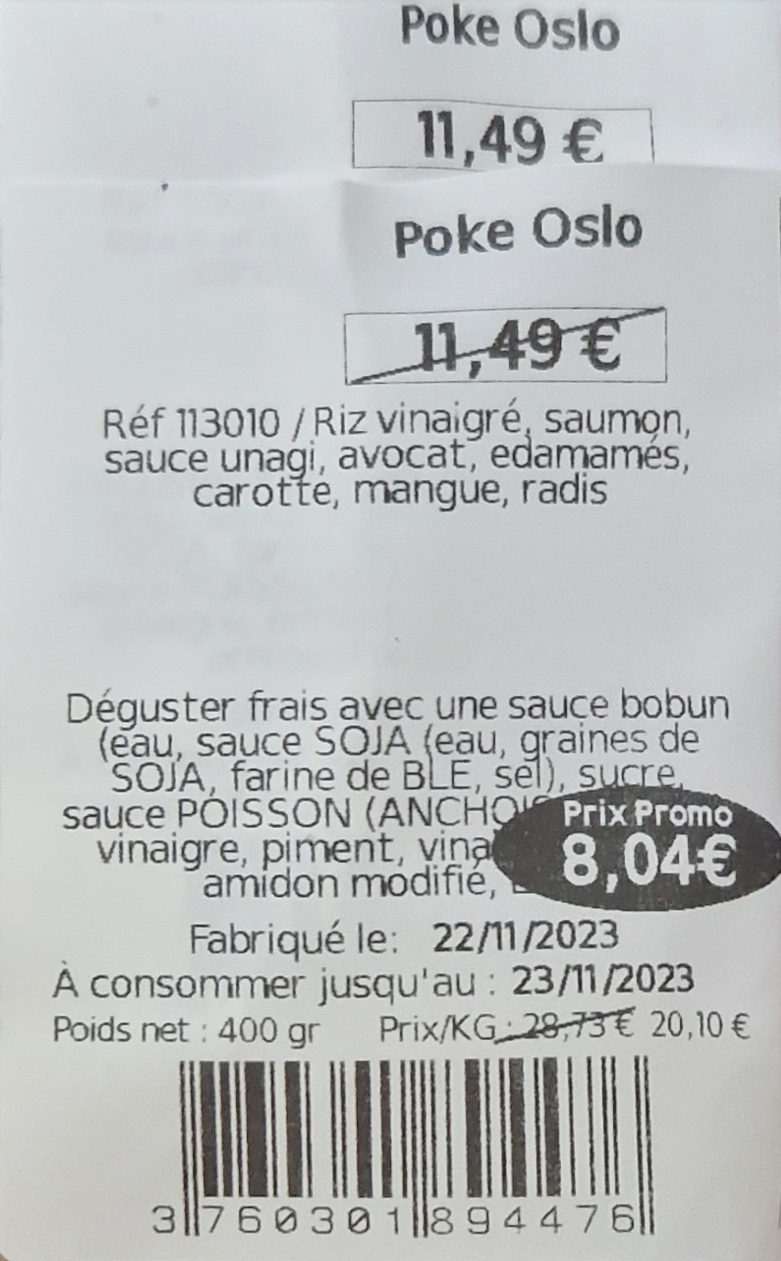 Poke Oslo
11,49 €
Poke Oslo
11,49 €
Réf 113010 / Riz vinaigré, saumon,
sauce unagi, avocat, edamamés,
carotte, mangue, radis
Déguster frais avec une sauce bobun
(eau, sauce SOJA (eau, graines de
SOJA, farine de BLE, sel), sucre,
sauce POISSON (ANCHOIS
Prix Promo
vinaigre, piment,
8,04€
amidon modifié,
Fabriqué le: 22/11/2023
À consommer jusqu'au : 23/11/2023
Poids net : 400 gr Prix/KG : 28,73 € 20,10 €
3 760301 894476